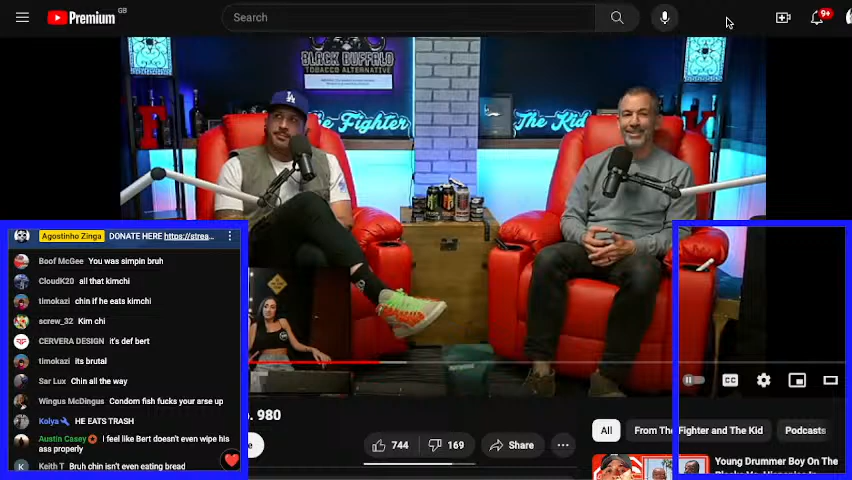 Premium GB
Search
9+
BLACK BUFFALO
TOBACCO ALTERNATIVE
The Fighter
The Kid
Agostinho Zinga DONATE HERE https://strea...
Boof McGee You was simpin bruh
CloudK20 all that kimchi
timokazi chin if he eats kimchi
screw_32 Kim chi
CERVERA DESIGN it's def bert
timokazi its brutal
Sar Lux Chin all the way
Wingus McDingus Condom fish fucks your arse up
Kolya HE EATS TRASH
Austin Casey I feel like Bert doesn't even wipe his
ass properly
Keith T Bruh chin isn't even eating bread
. 980
744 169 Share ...
All From The Fighter and The Kid Podcasts
Young Drummer Boy On The